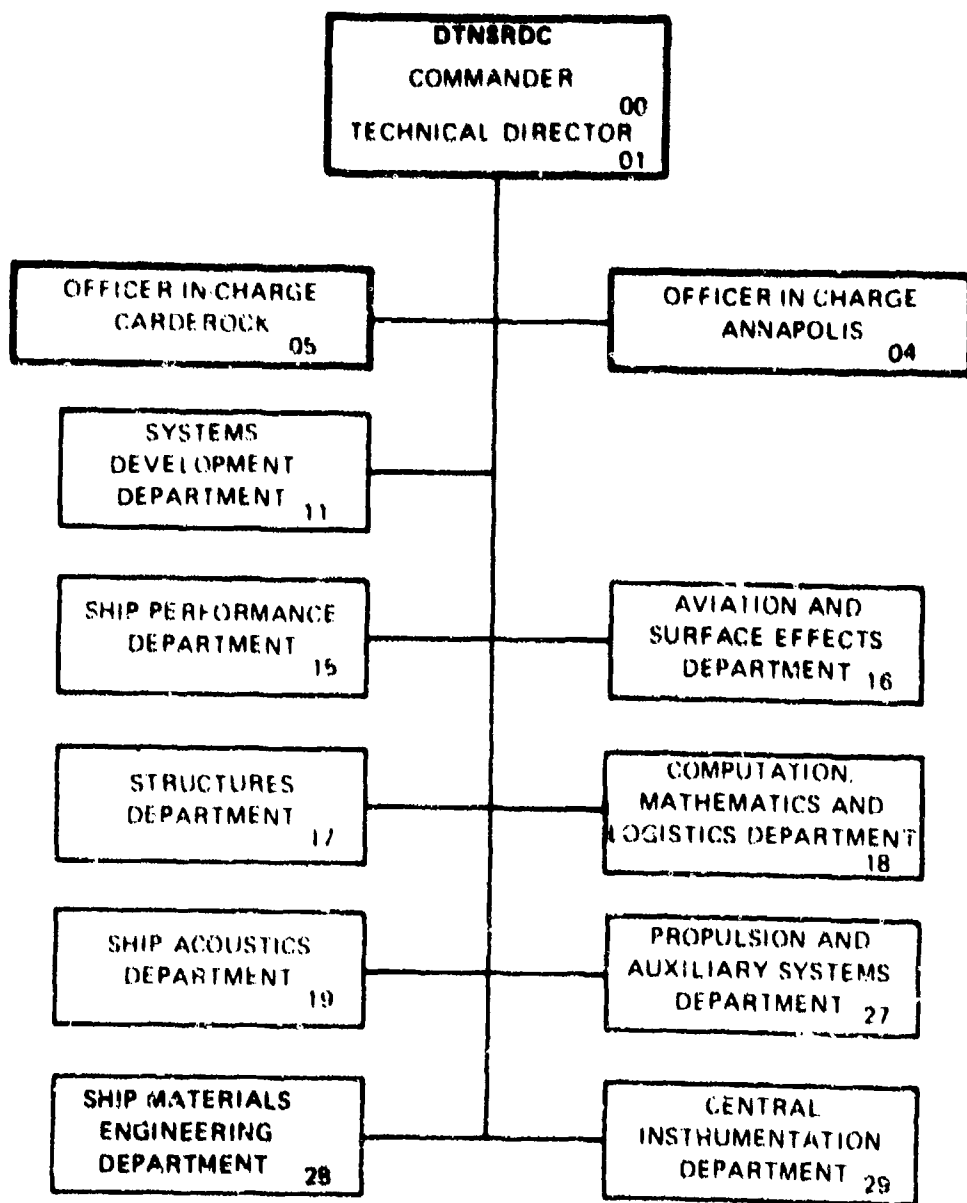 DTNSRDC
COMMANDER
00
TECHNICAL DIRECTOR
01
OFFICER-IN-CHARGE
CARDEROCK
05
OFFICER-IN-CHARGE
ANNAPOLIS
04
SYSTEMS
DEVELOPMENT
DEPARTMENT
11
SHIP PERFORMANCE
DEPARTMENT
15
AVIATION AND
SURFACE EFFECTS
DEPARTMENT
16
STRUCTURES
DEPARTMENT
17
COMPUTATION,
MATHEMATICS AND
LOGISTICS DEPARTMENT
18
SHIP ACOUSTICS
DEPARTMENT
19
PROPULSION AND
AUXILIARY SYSTEMS
DEPARTMENT
27
SHIP MATERIALS
ENGINEERING
DEPARTMENT
28
CENTRAL
INSTRUMENTATION
DEPARTMENT
29